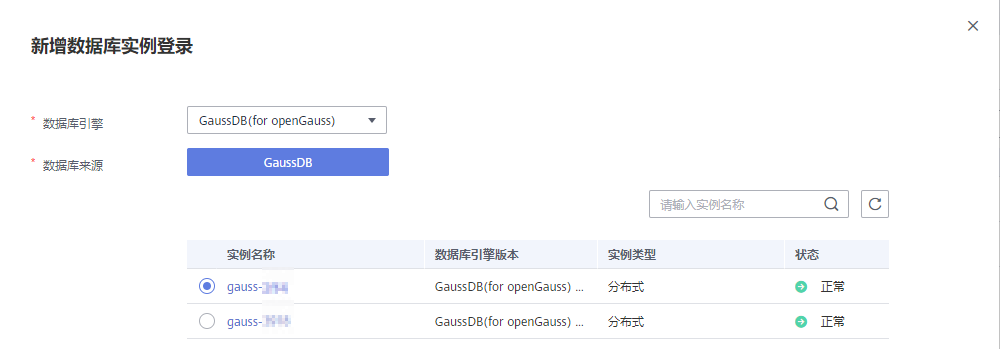 新增数据库实例登录
* 数据库引擎 GaussDB(for openGauss)
* 数据库来源 GaussDB
请输入实例名称
实例名称 数据库引擎版本 实例类型 状态
gauss- GaussDB(for openGauss) ... 分布式 正常
gauss- GaussDB(for openGauss) ... 分布式 正常